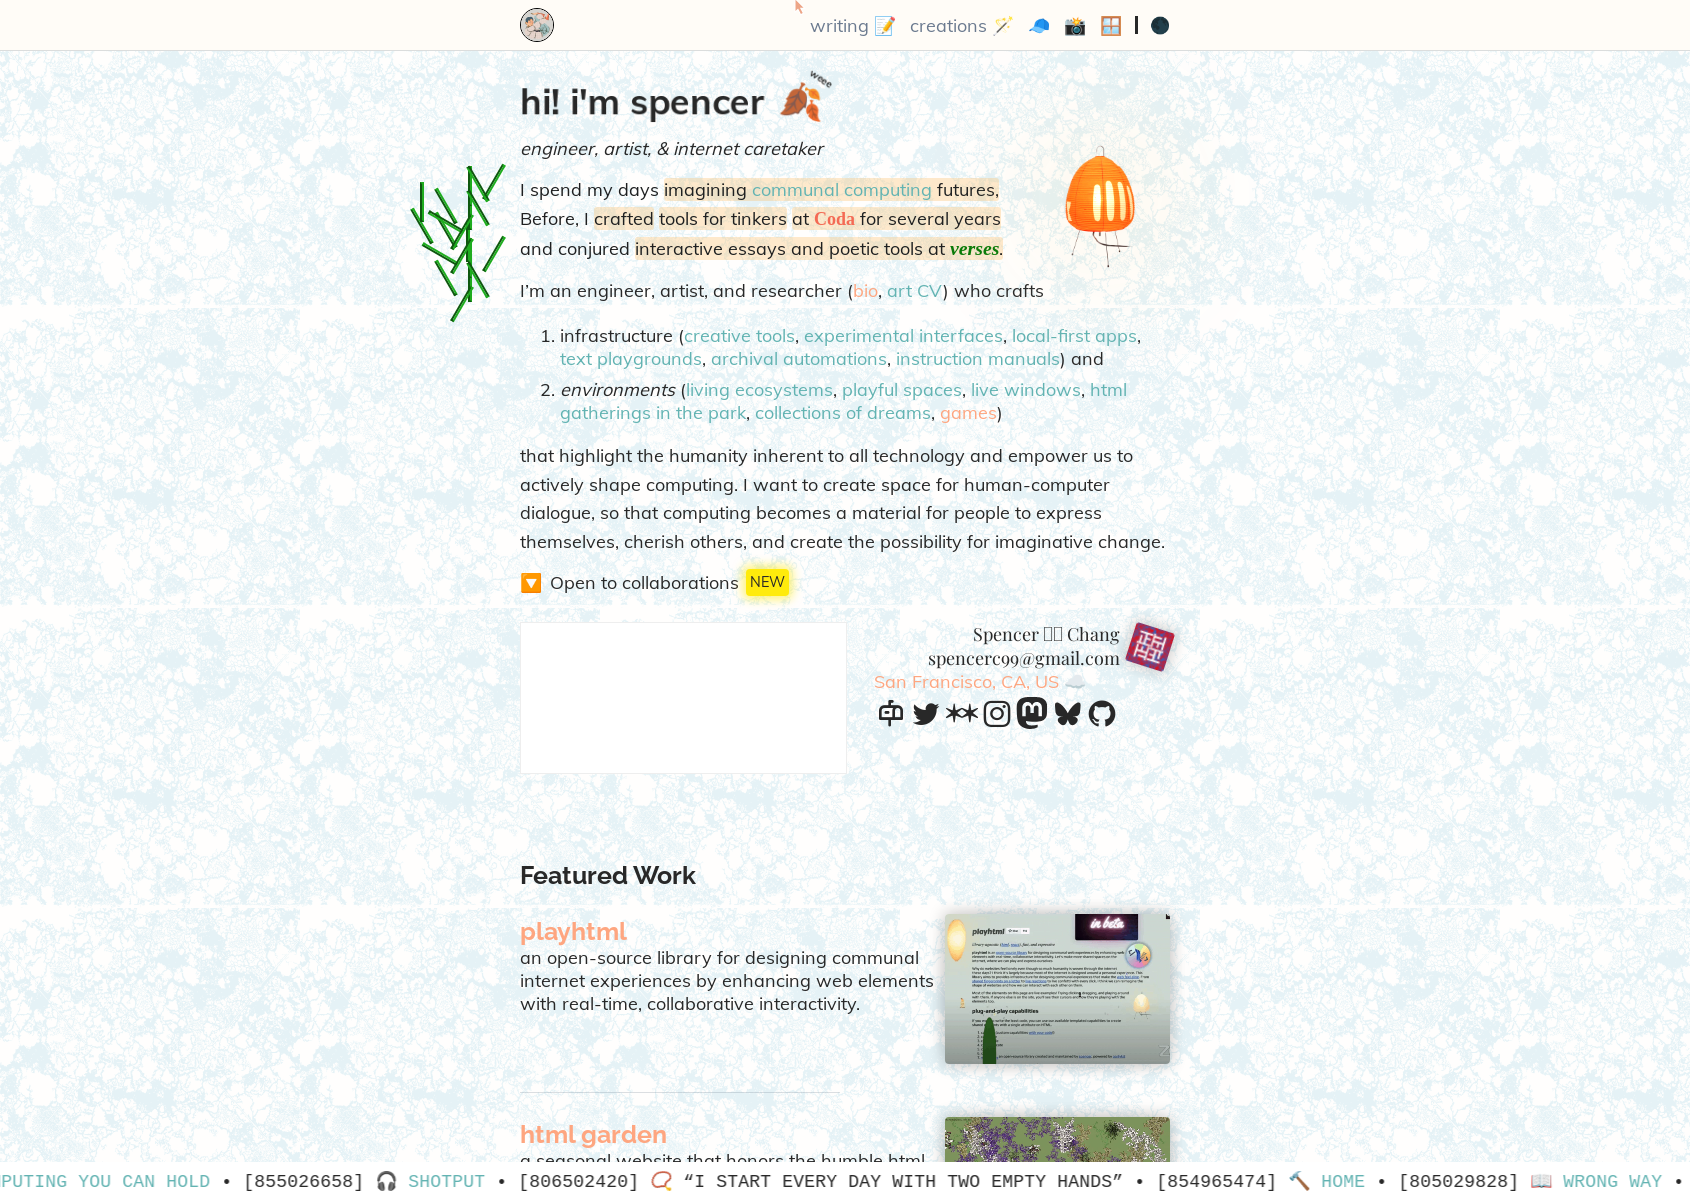 writing 📝 creations 🪄 🧢 📸 🪟 | 🌑
hi! i'm spencer 🍂
weee
engineer, artist, & internet caretaker
I spend my days imagining communal computing futures,
Before, I crafted tools for tinkers at Coda for several years
and conjured interactive essays and poetic tools at verses.
I'm an engineer, artist, and researcher (bio, art CV) who crafts
1. infrastructure (creative tools, experimental interfaces, local-first apps,
text playgrounds, archival automations, instruction manuals) and
2. environments (living ecosystems, playful spaces, live windows, html
gatherings in the park, collections of dreams, games)
that highlight the humanity inherent to all technology and empower us to
actively shape computing. I want to create space for human-computer
dialogue, so that computing becomes a material for people to express
themselves, cherish others, and create the possibility for imaginative change.
🔽 Open to collaborations NEW
Spencer Chang
spencerc99@gmail.com
San Francisco, CA, US ☁️
Featured Work
playhtml
an open-source library for designing communal
internet experiences by enhancing web elements
with real-time, collaborative interactivity.
in beta
playhtml
plug-and-play capabilities
html garden
a seasonal website that honors the humble html
PUTING YOU CAN HOLD • [855026658] 🎧 SHOTPUT • [806502420] 📿 “I START EVERY DAY WITH TWO EMPTY HANDS” • [854965474] 🔨 HOME • [805029828] 📖 WRONG WAY •